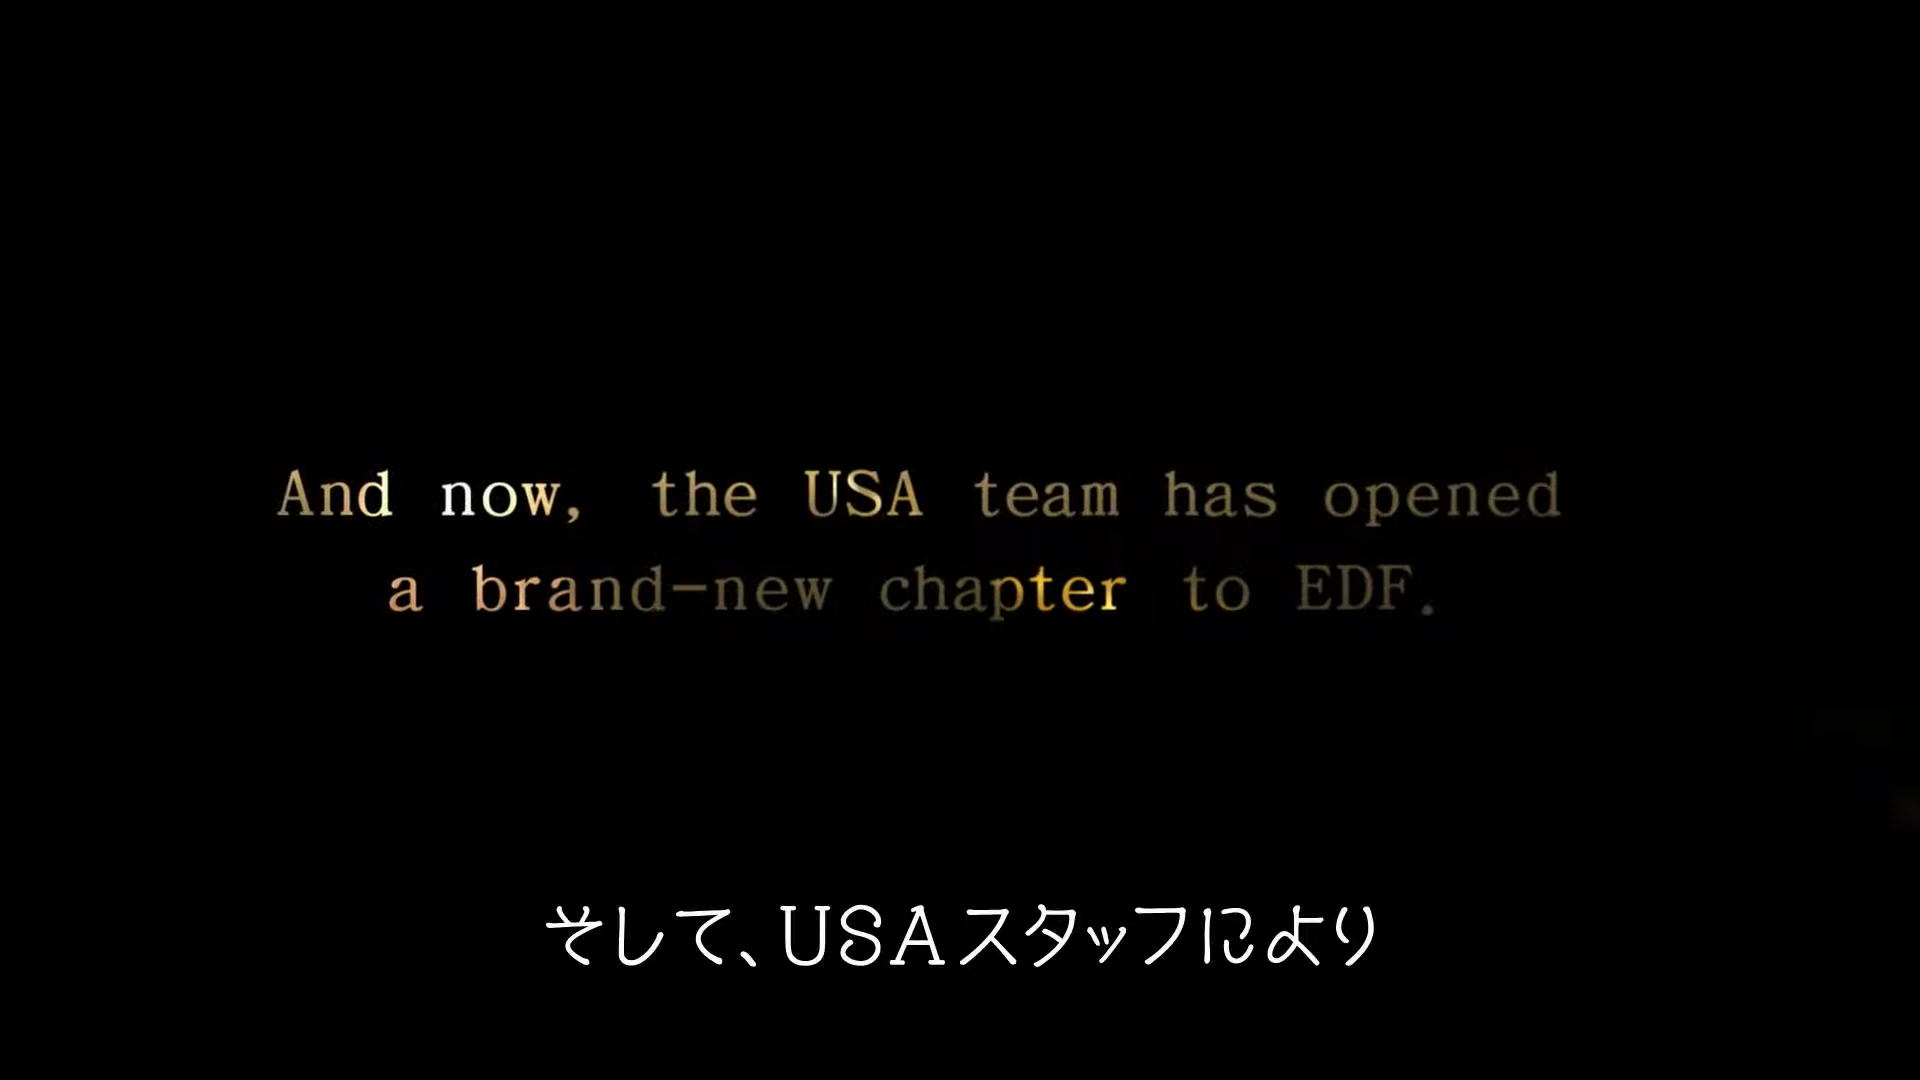 And now, the USA team has opened
a brand-new chapter to EDF.
そして、USAスタッフにより